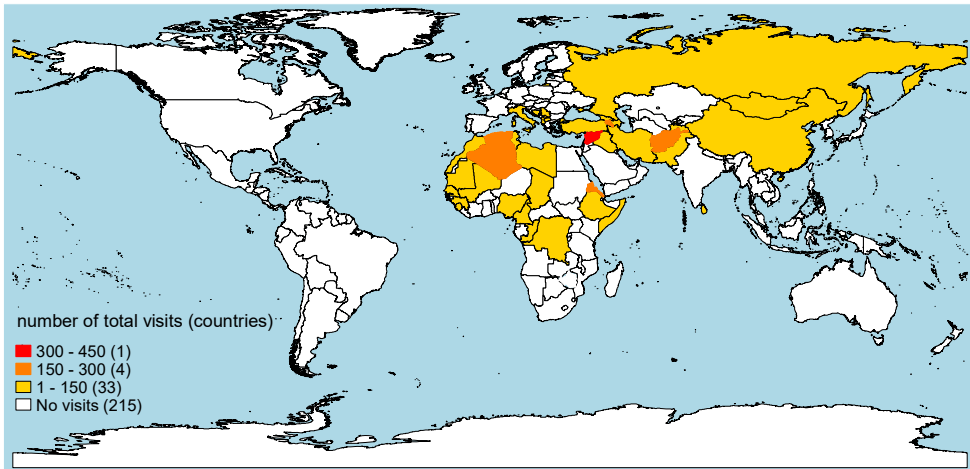 number of total visits (countries)
300 - 450 (1)
150 - 300 (4)
1 - 150 (33)
No visits (215)